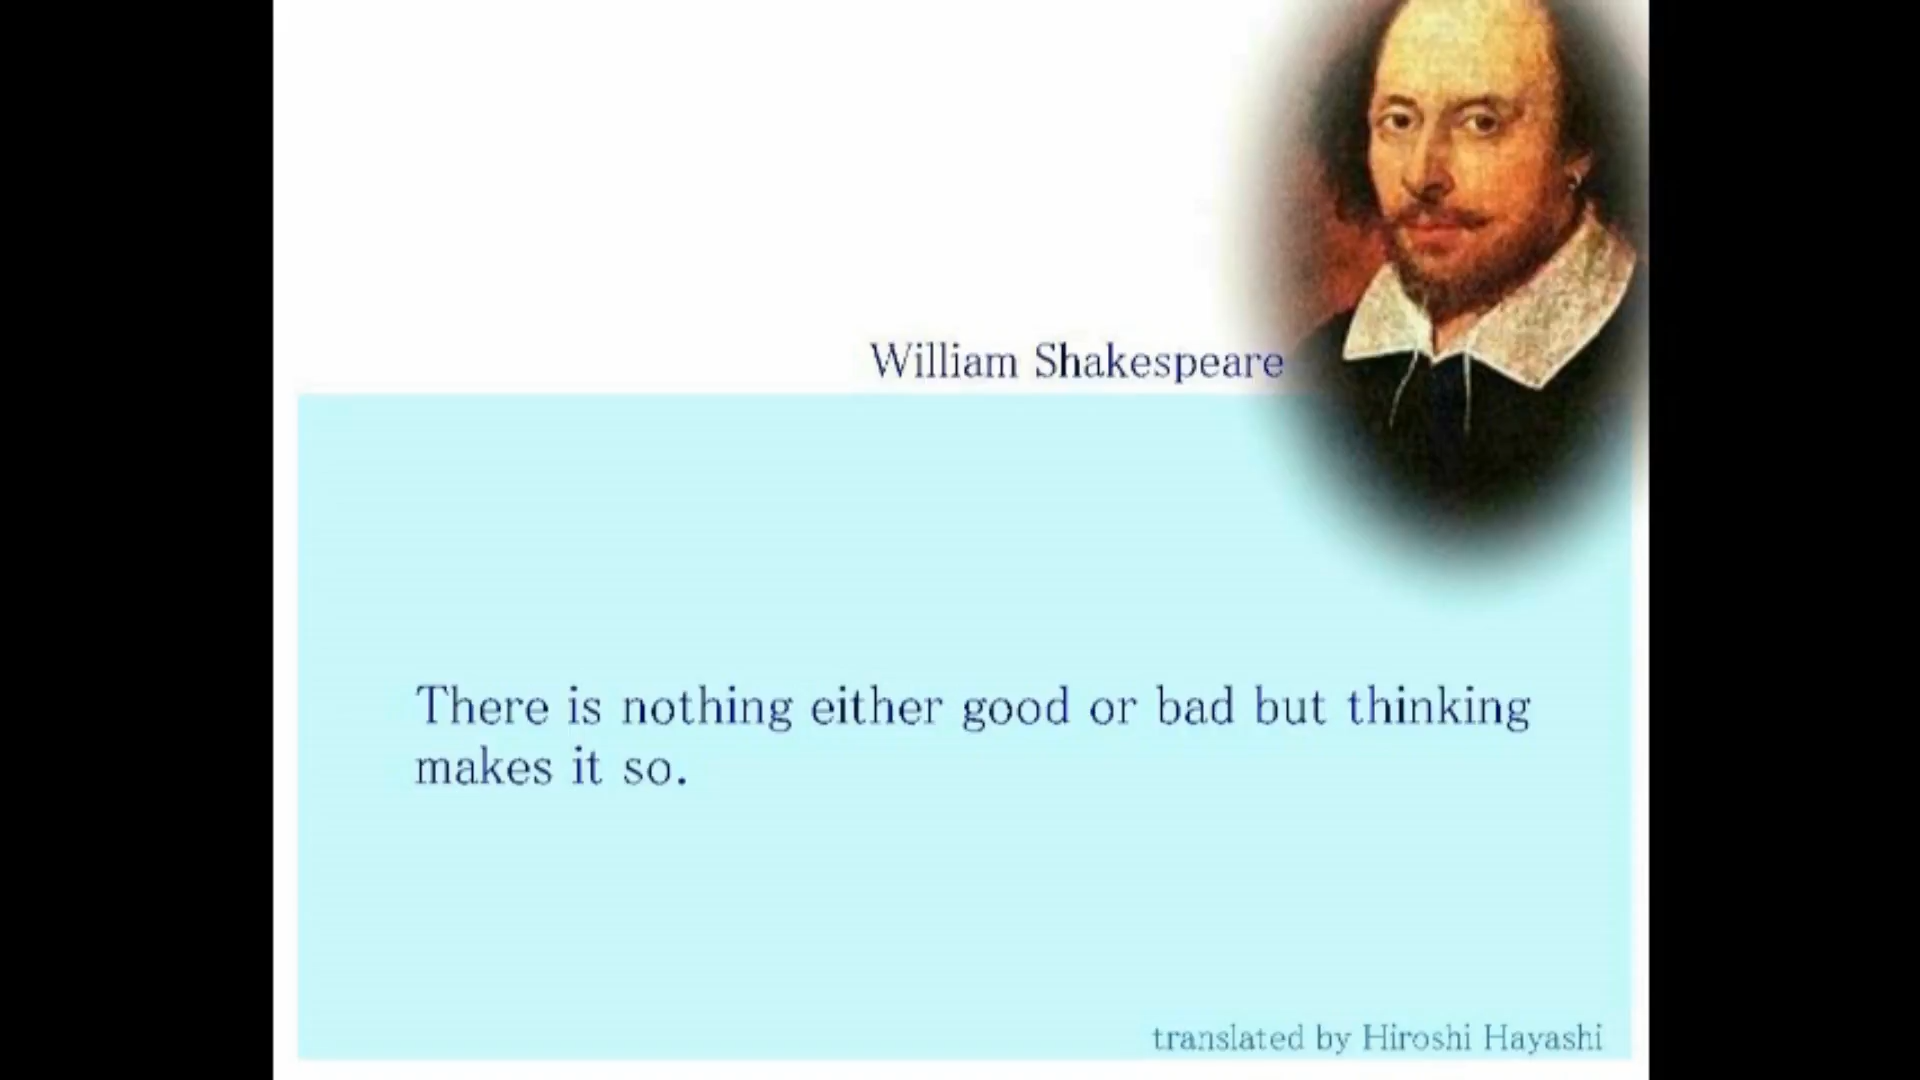 William Shakespeare
There is nothing either good or bad but thinking
makes it so.
translated by Hiroshi Hayashi